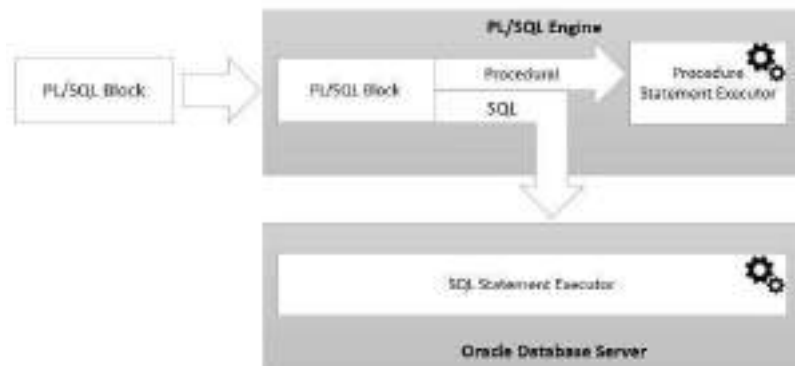 PL/SQL Engine
PL/SQL Block
PL/SQL Block
Procedural
SQL
Procedure
Statement Executor
SQL Statement Executor
Oracle Database Server